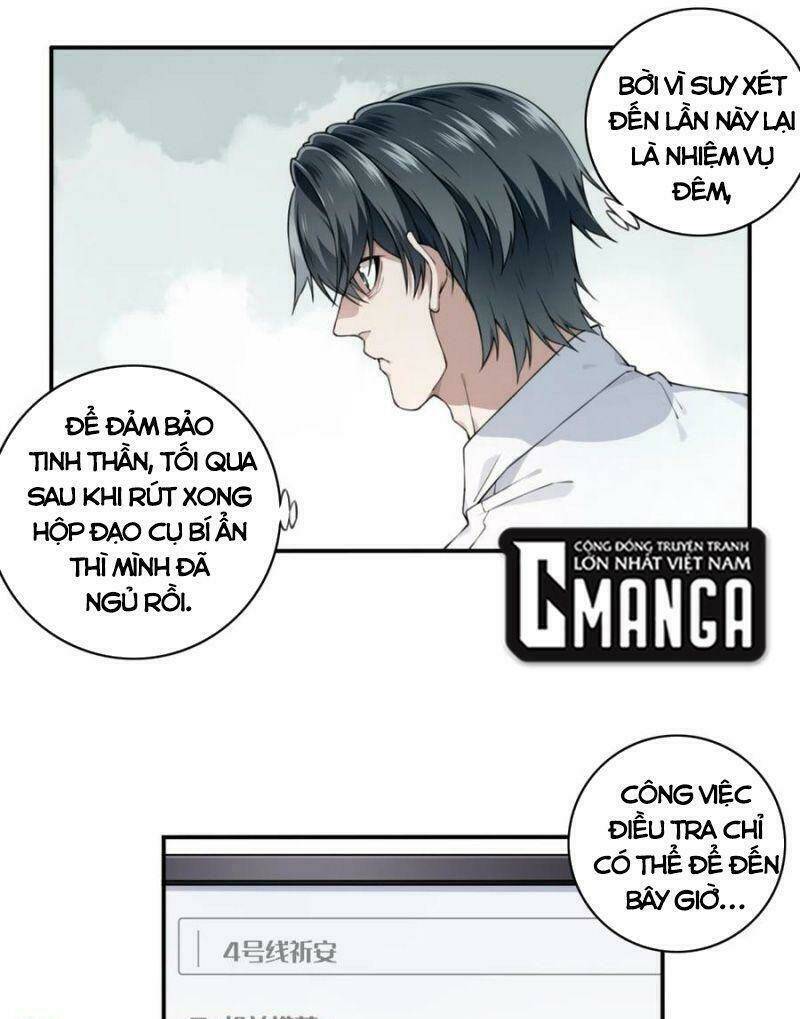 BỞI VÌ SUY XÉT
ĐẾN LẦN NÀY LẠI
LÀ NHIỆM VỤ
ĐÊM,
ĐỂ ĐẢM BẢO
TINH THẦN, TỐI QUA
SAU KHI RÚT XONG
HỘP ĐẠO CỤ BÍ ẨN
THÌ MÌNH ĐÃ
NGỦ RỒI.
CỘNG ĐỒNG TRUYỆN TRANH
LỚN NHẤT VIỆT NAM
CMANGA
CÔNG VIỆC
ĐIỀU TRA CHỈ
CÓ THỂ ĐỂ ĐẾN
BÂY GIỜ...
4号线祈安